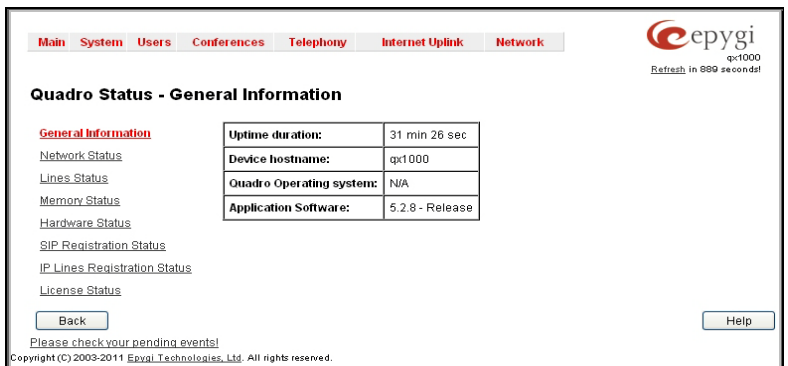 Main System Users Conferences Telephony Internet Uplink Network
epygi
qx1000
Refresh in 889 seconds!
Quadro Status - General Information
General Information
Network Status
Lines Status
Memory Status
Hardware Status
SIP Registration Status
IP Lines Registration Status
License Status
Uptime duration: 31 min 26 sec
Device hostname: qx1000
Quadro Operating system: N/A
Application Software: 5.2.8 - Release
Back
Help
Please check your pending events!
Copyright (C) 2003-2011 Epygi Technologies, Ltd. All rights reserved.